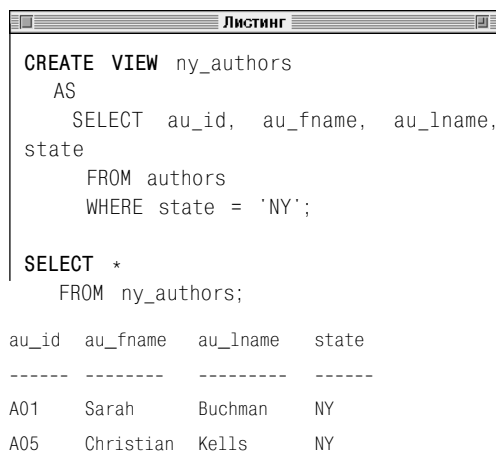 Листинг
CREATE VIEW ny_authors
AS
SELECT au_id, au_fname, au_lname,
state
FROM authors
WHERE state = 'NY';
SELECT *
FROM ny_authors;
au_id au_fname au_lname state
------ -------- --------- ------
A01 Sarah Buchman NY
A05 Christian Kells NY